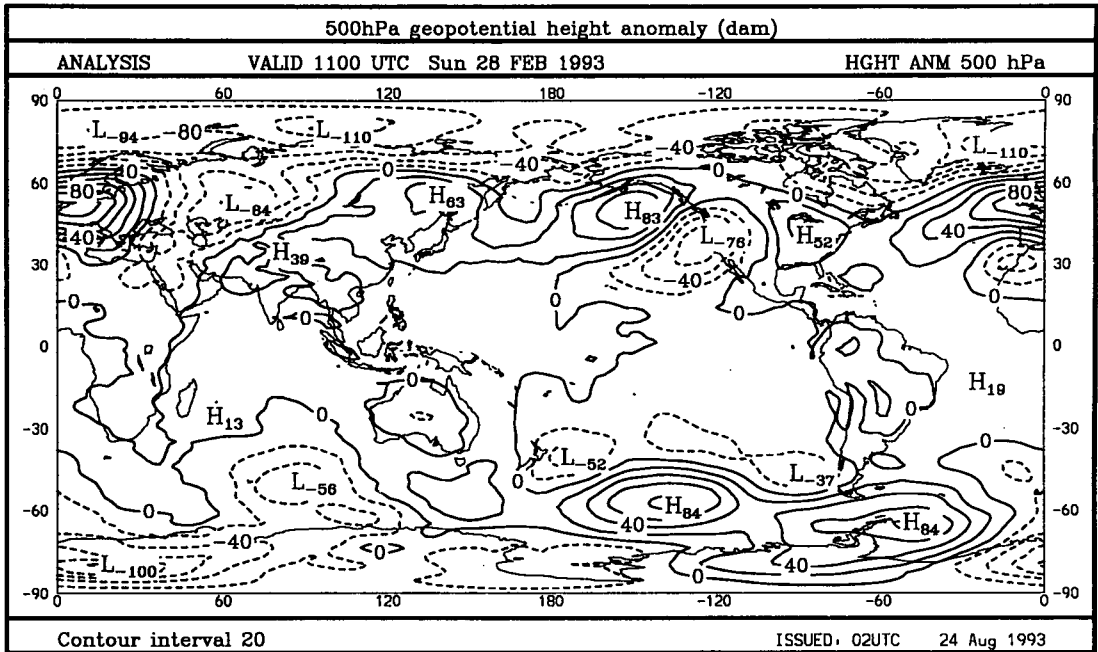 500hPa geopotential height anomaly (dam)
ANALYSIS VALID 1100 UTC Sun 28 FEB 1993 HGHT ANM 500 hPa
0 60 120 180 -120 -60 0
90 90
L-94 -80 L-110 -40 -40 L-110
40 0 0 0
60 60
80 L-84 H63 H83 80
40 H39 L-76 H52 40
30 -40 30
0 0 0 0
0 0
0
H13 0 0 H19
-30 -30
0
L-56 0 L-52 L-37
0 H84
-60 40 H84 -60
-40 0
L-100 0 40 40
-90 -90
0 60 120 180 -120 -60 0
Contour interval 20 ISSUED: 02UTC 24 Aug 1993